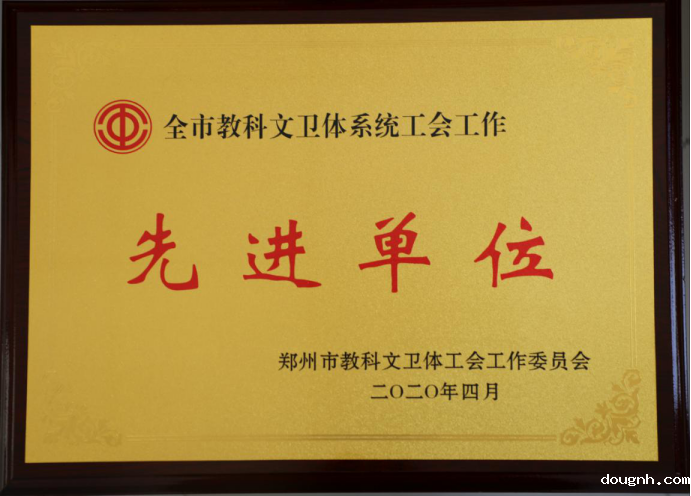 全市教科文卫体系统工会工作
先进单位
郑州市教科文卫体工会工作委员会
二〇二〇年四月
dougnh.com